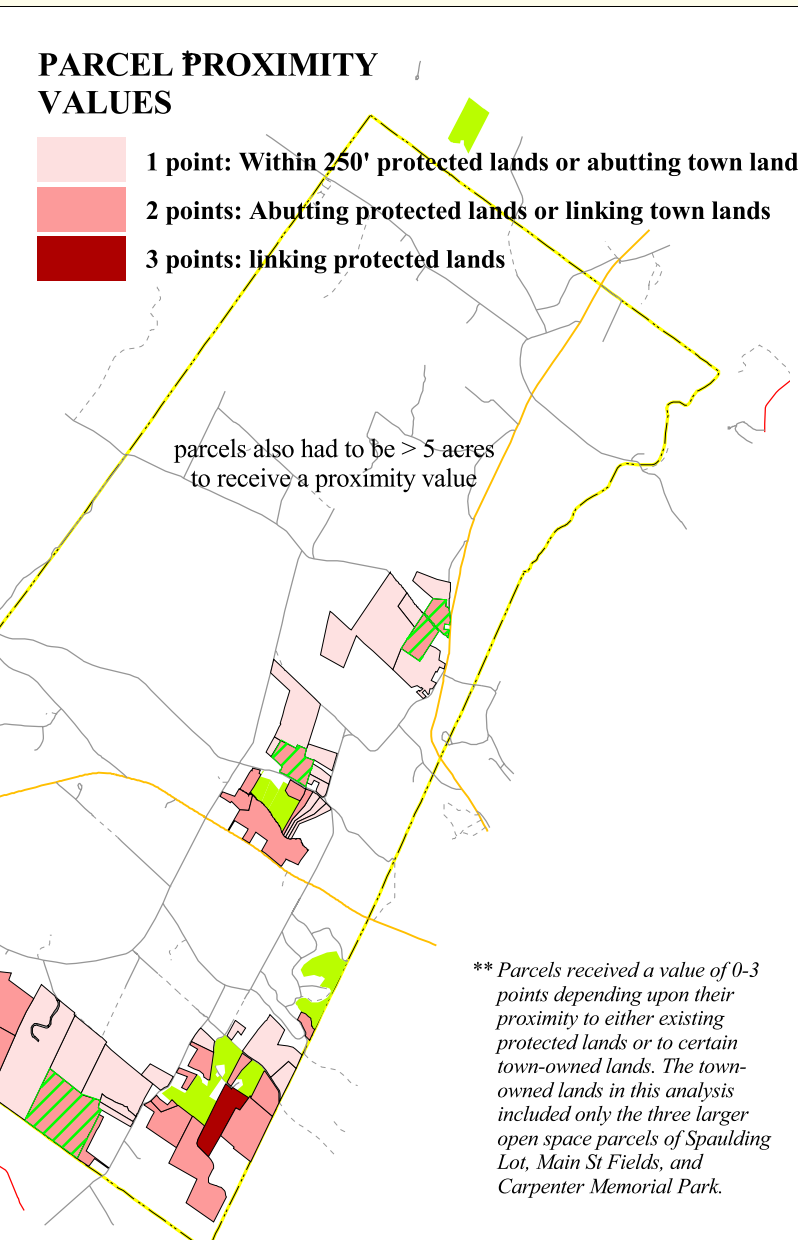 PARCEL PROXIMITY*
VALUES
1 point: Within 250' protected lands or abutting town land
2 points: Abutting protected lands or linking town lands
3 points: linking protected lands
parcels also had to be > 5 acres
to receive a proximity value
** Parcels received a value of 0-3
points depending upon their
proximity to either existing
protected lands or to certain
town-owned lands. The town-
owned lands in this analysis
included only the three larger
open space parcels of Spaulding
Lot, Main St Fields, and
Carpenter Memorial Park.